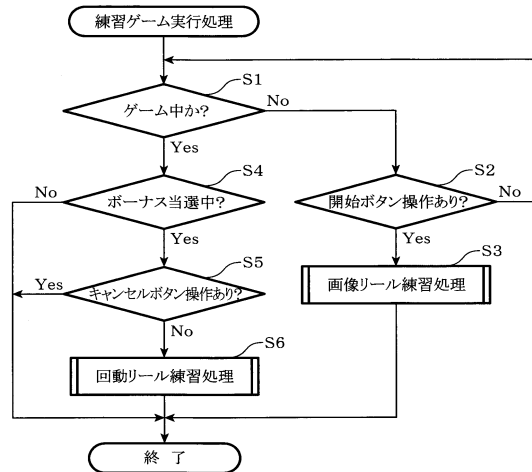 練習ゲーム実行処理
S1
ゲーム中か?
No
Yes
S4
No
ボーナス当選中?
Yes
S2
開始ボタン操作あり?
No
Yes
S3
画像リール練習処理
S5
Yes
キャンセルボタン操作あり?
No
S6
回動リール練習処理
終 了